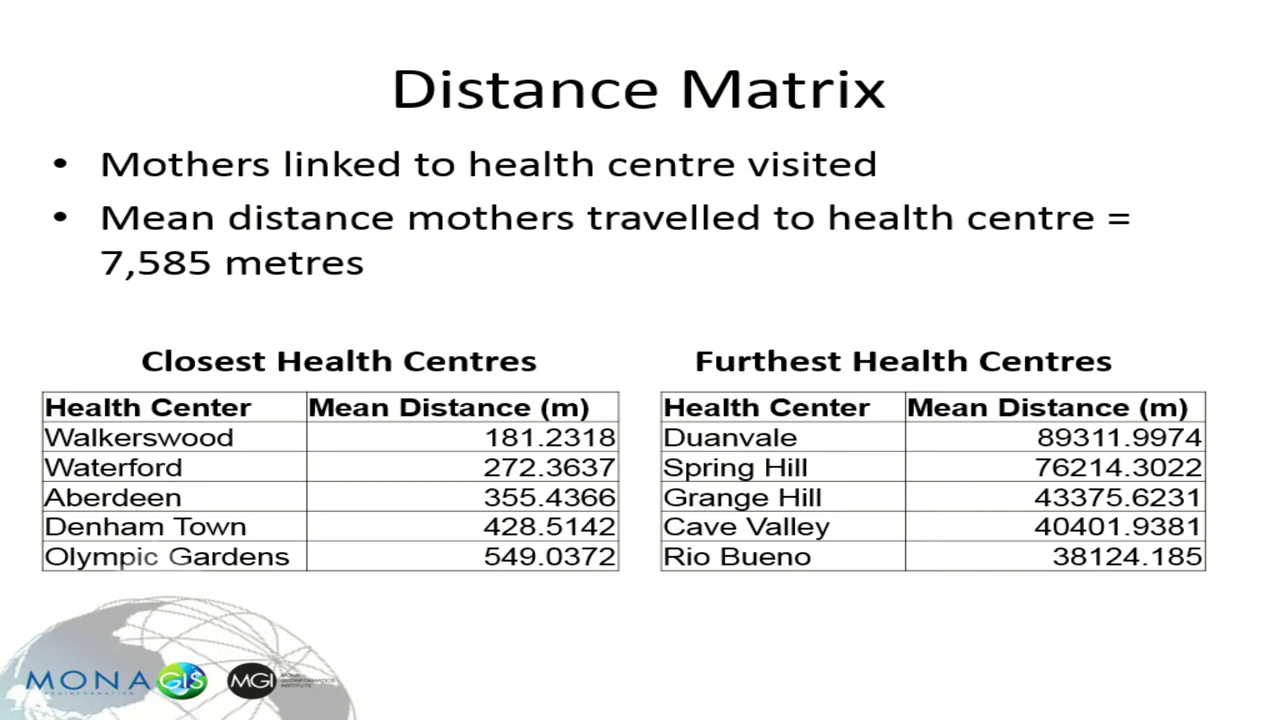 Distance Matrix
• Mothers linked to health centre visited
• Mean distance mothers travelled to health centre =
7,585 metres
Closest Health Centres
Health Center Mean Distance (m)
Walkerswood 181.2318
Waterford 272.3637
Aberdeen 355.4366
Denham Town 428.5142
Olympic Gardens 549.0372
Furthest Health Centres
Health Center Mean Distance (m)
Duanvale 89311.9974
Spring Hill 76214.3022
Grange Hill 43375.6231
Cave Valley 40401.9381
Rio Bueno 38124.185
MONA GIS
MGI
MONA
GEOINFORMATICS
INSTITUTE